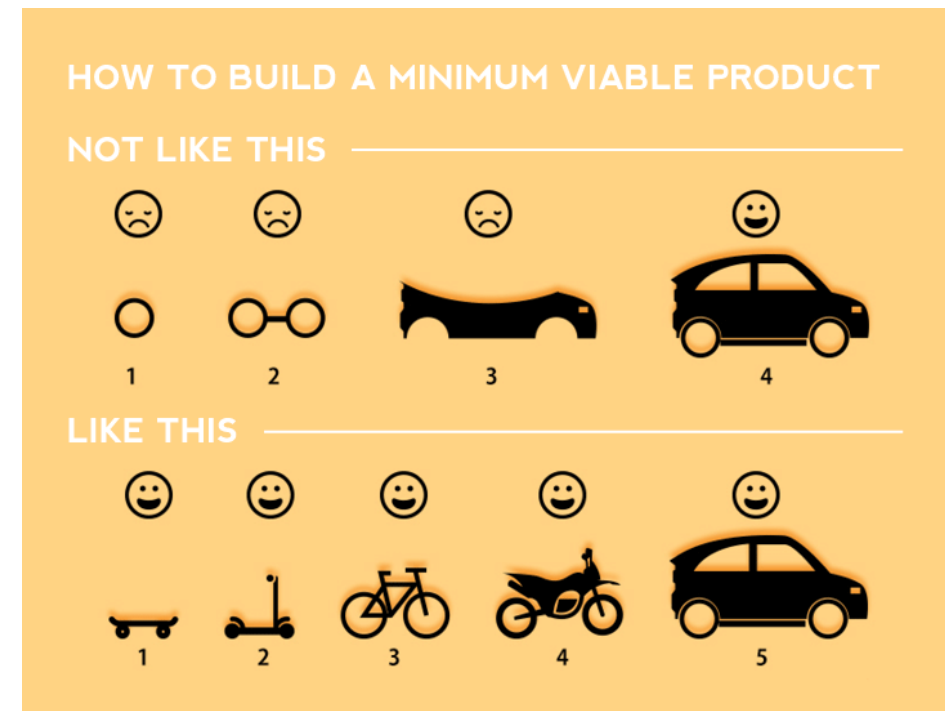 HOW TO BUILD A MINIMUM VIABLE PRODUCT
NOT LIKE THIS
1 2 3 4
LIKE THIS
1 2 3 4 5